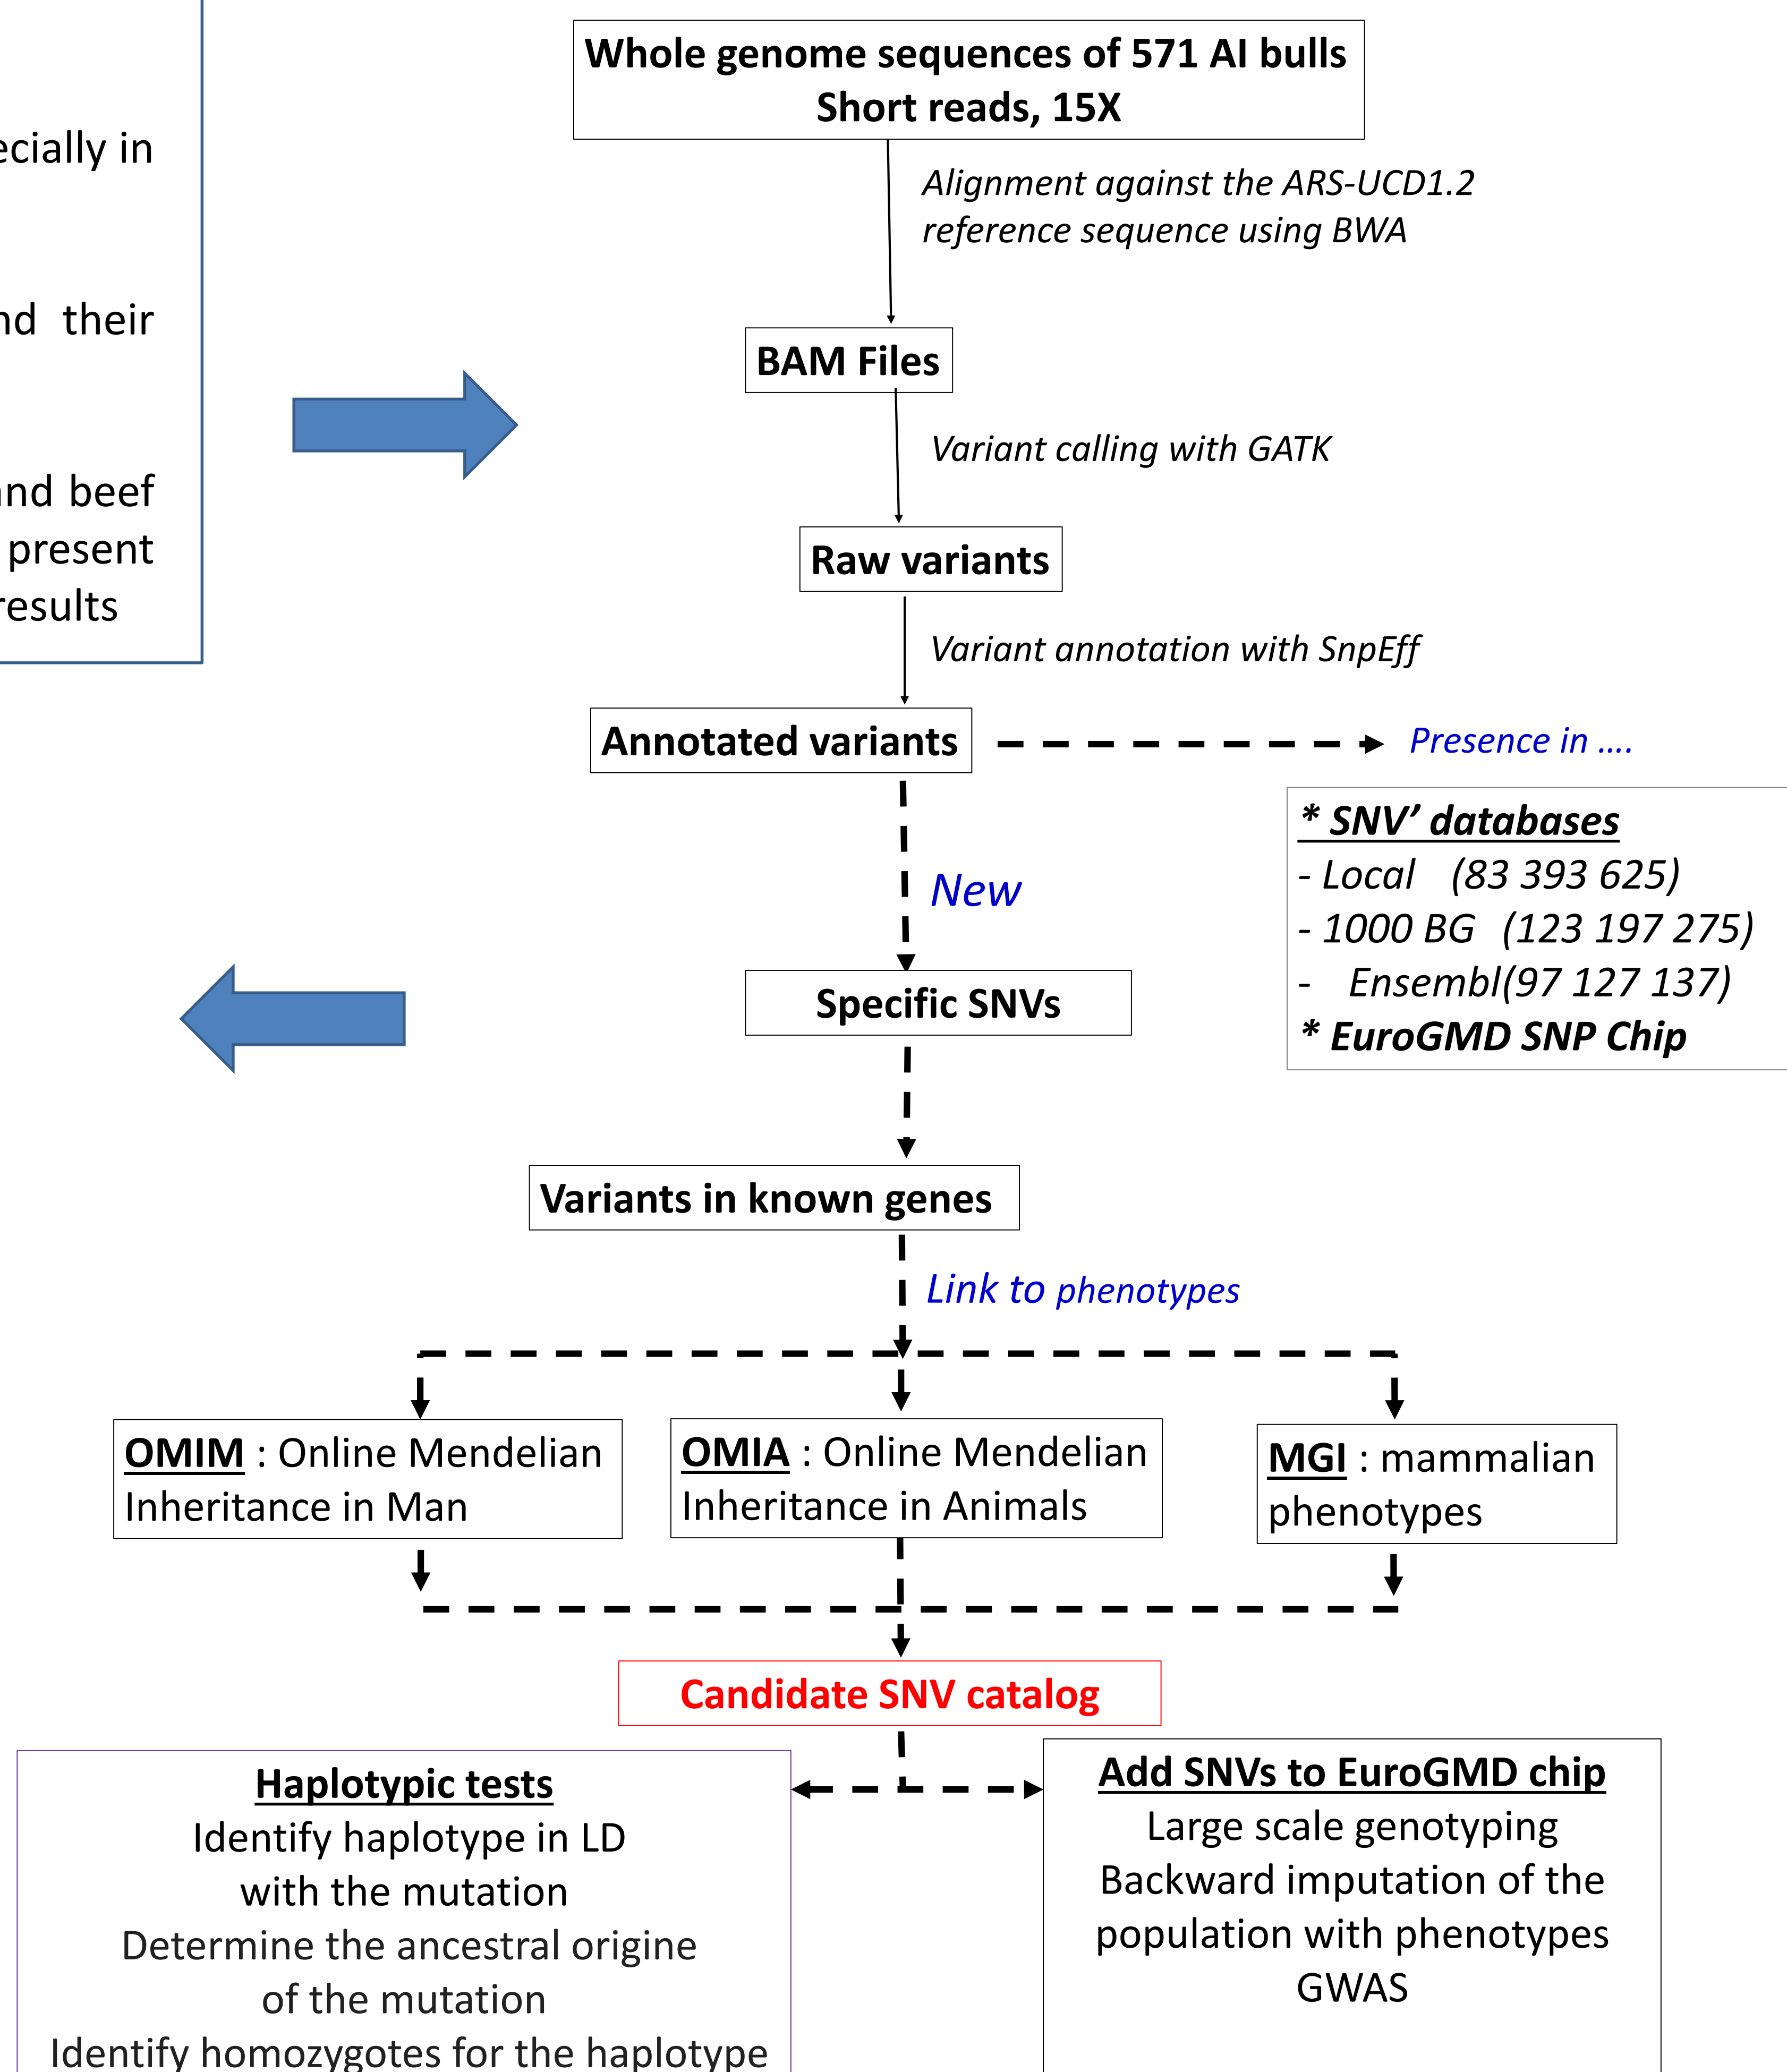 ecially in
nd their
and beef
present
results
Whole genome sequences of 571 AI bulls
Short reads, 15X
Alignment against the ARS-UCD1.2
reference sequence using BWA
BAM Files
Variant calling with GATK
Raw variants
Variant annotation with SnpEff
Annotated variants
Presence in ....
* SNV’ databases
- Local (83 393 625)
- 1000 BG (123 197 275)
- Ensembl(97 127 137)
* EuroGMD SNP Chip
New
Specific SNVs
Variants in known genes
Link to phenotypes
OMIM : Online Mendelian
Inheritance in Man
OMIA : Online Mendelian
Inheritance in Animals
MGI : mammalian
phenotypes
Candidate SNV catalog
Haplotypic tests
Identify haplotype in LD
with the mutation
Determine the ancestral origine
of the mutation
Identify homozygotes for the haplotype
Add SNVs to EuroGMD chip
Large scale genotyping
Backward imputation of the
population with phenotypes
GWAS